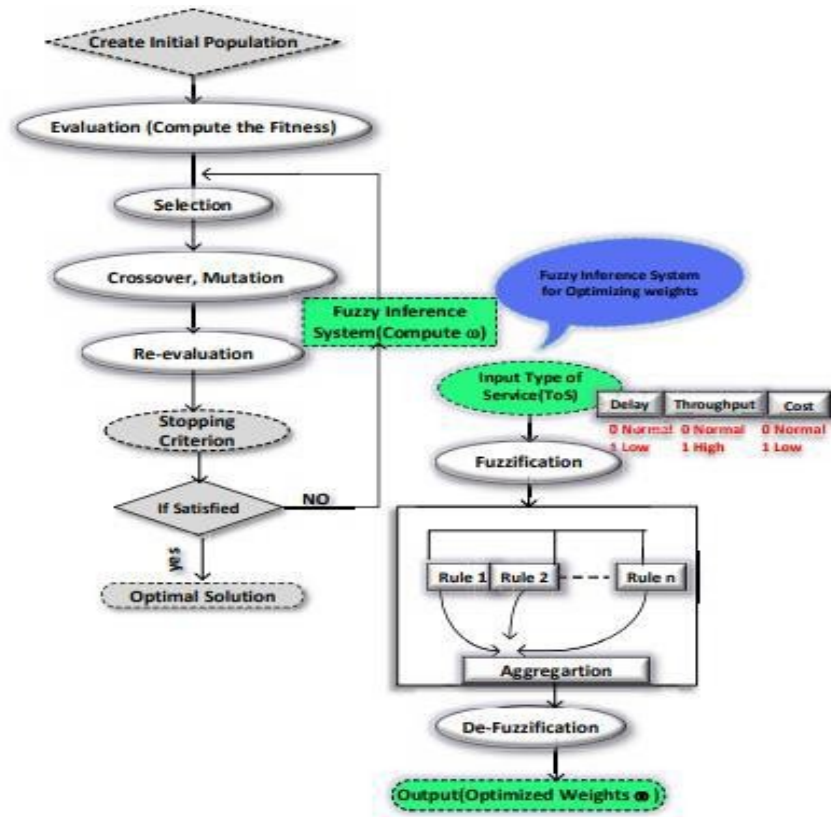 Create Initial Population
Evaluation (Compute the Fitness)
Selection
Crossover, Mutation
Re-evaluation
Stopping
Criterion
If Satisfied
NO
yes
Optimal Solution
Fuzzy Inference
System(Compute ω)
Fuzzy Inference System
for Optimizing weights
Input Type of
Service(ToS)
Delay Throughput Cost
0 Normal 0 Normal 0 Normal
1 Low 1 High 1 Low
Fuzzification
Rule 1 Rule 2 Rule n
Aggregartion
De-Fuzzification
Output(Optimized Weights ω )